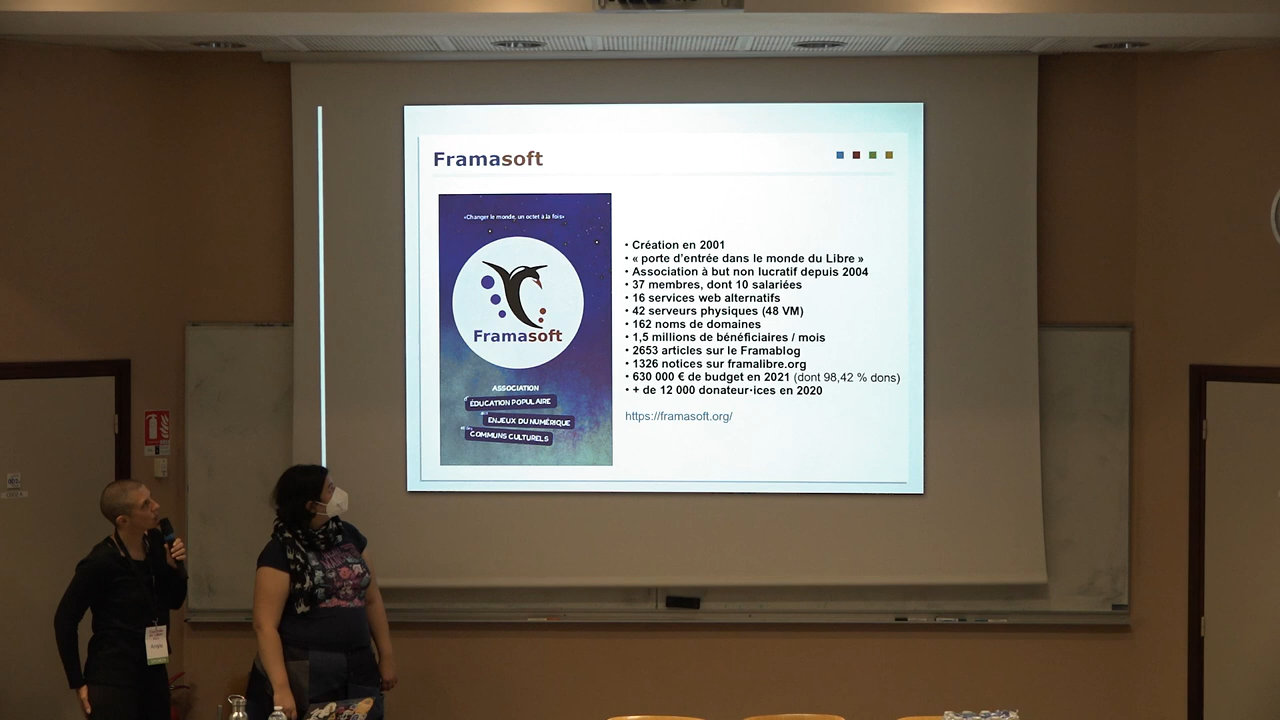 Framasoft
«Changer le monde, un octet à la fois»
Framasoft
ASSOCIATION
ÉDUCATION POPULAIRE
ENJEUX DU NUMÉRIQUE
COMMUNS CULTURELS
• Création en 2001
• « porte d'entrée dans le monde du Libre »
• Association à but non lucratif depuis 2004
• 37 membres, dont 10 salariées
• 16 services web alternatifs
• 42 serveurs physiques (48 VM)
• 162 noms de domaines
• 1,5 millions de bénéficiaires / mois
• 2653 articles sur le Framablog
• 1326 notices sur framalibre.org
• 630 000 € de budget en 2021 (dont 98,42 % dons)
• + de 12 000 donateur·ices en 2020
https://framasoft.org/